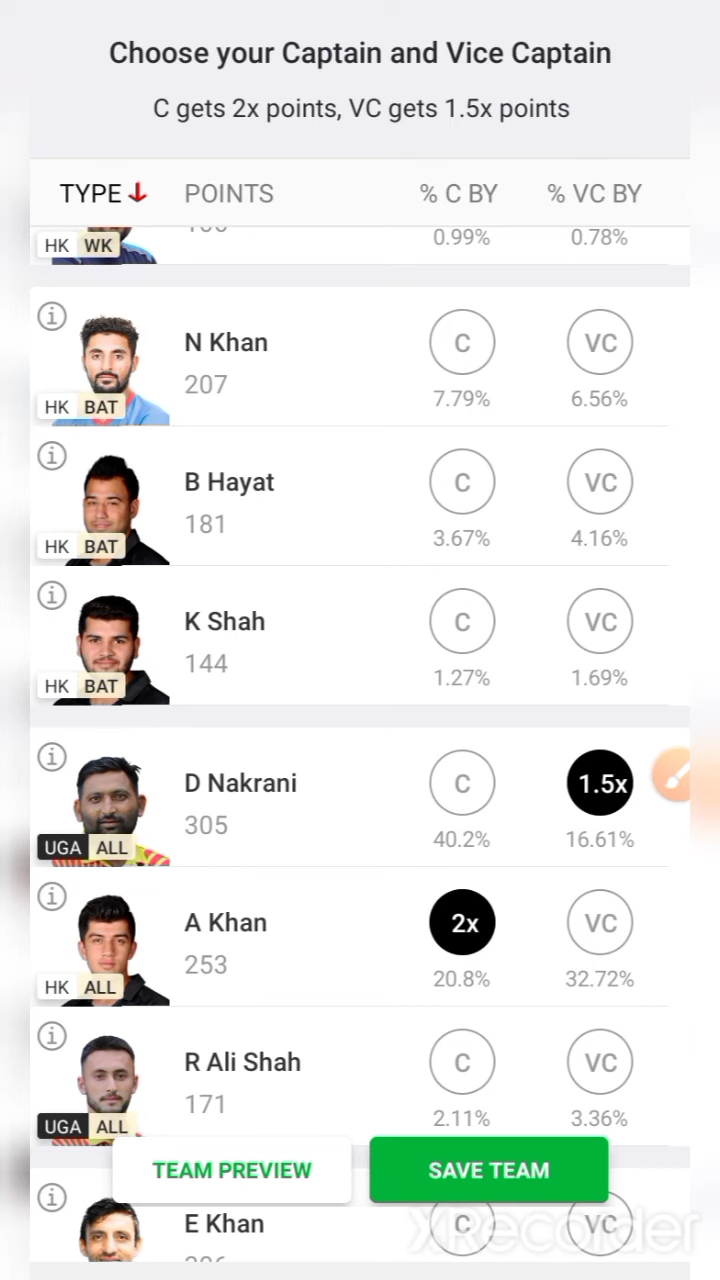 Choose your Captain and Vice Captain
C gets 2x points, VC gets 1.5x points
TYPE POINTS % C BY % VC BY
HK WK 0.99% 0.78%
N Khan
207
C VC
7.79% 6.56%
HK BAT
B Hayat
181
C VC
3.67% 4.16%
HK BAT
K Shah
144
C VC
1.27% 1.69%
HK BAT
D Nakrani
305
C 1.5x
40.2% 16.61%
UGA ALL
A Khan
253
2x VC
20.8% 32.72%
HK ALL
R Ali Shah
171
C VC
2.11% 3.36%
UGA ALL
TEAM PREVIEW SAVE TEAM
E Khan
C VC
XRecorder